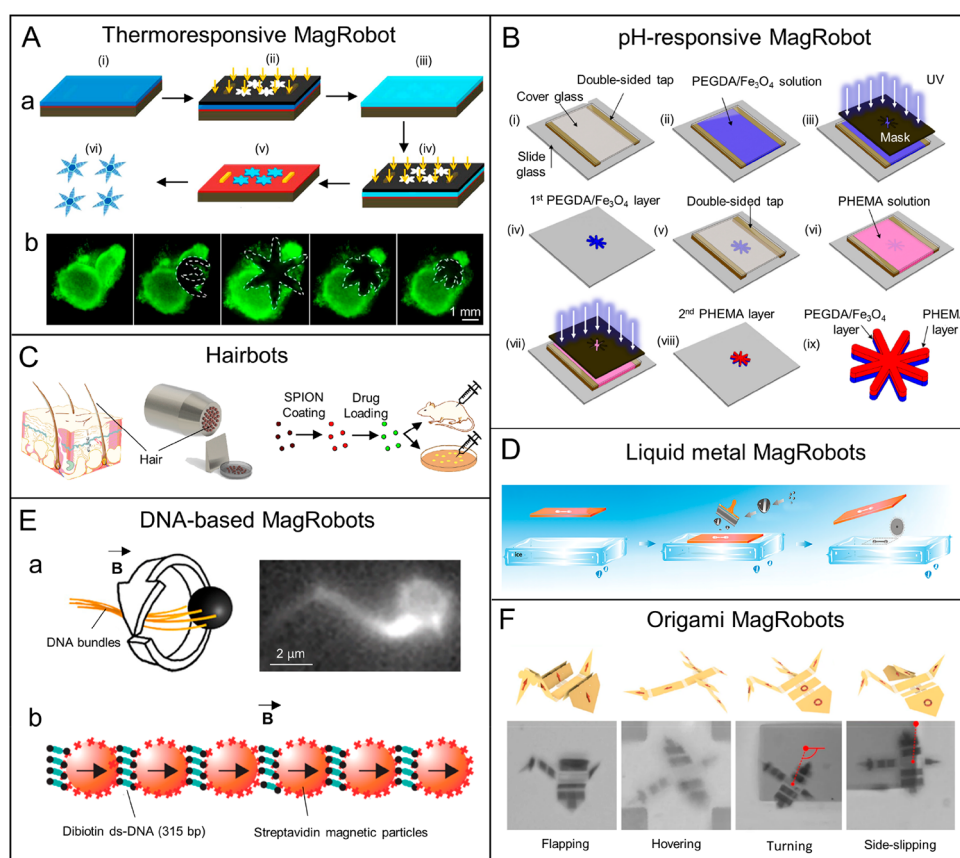 A
Thermoresponsive MagRobot
(i)
(ii)
(iii)
a
(vi)
(v)
(iv)
b
1 mm
B
pH-responsive MagRobot
Double-sided tap
PEGDA/Fe₃O₄ solution
UV
Cover glass
(i)
(ii)
(iii)
Mask
Slide
glass
1st PEGDA/Fe₃O₄ layer
Double-sided tap
PHEMA solution
(iv)
(v)
(vi)
2nd PHEMA layer
PEGDA/Fe₃O₄
layer
PHEMA
layer
(vii)
(viii)
(ix)
C
Hairbots
SPION
Coating
Drug
Loading
Hair
D
Liquid metal MagRobots
ice
E
DNA-based MagRobots
a
B
DNA bundles
2 µm
b
B
Dibiotin ds-DNA (315 bp)
Streptavidin magnetic particles
F
Origami MagRobots
Flapping
Hovering
Turning
Side-slipping